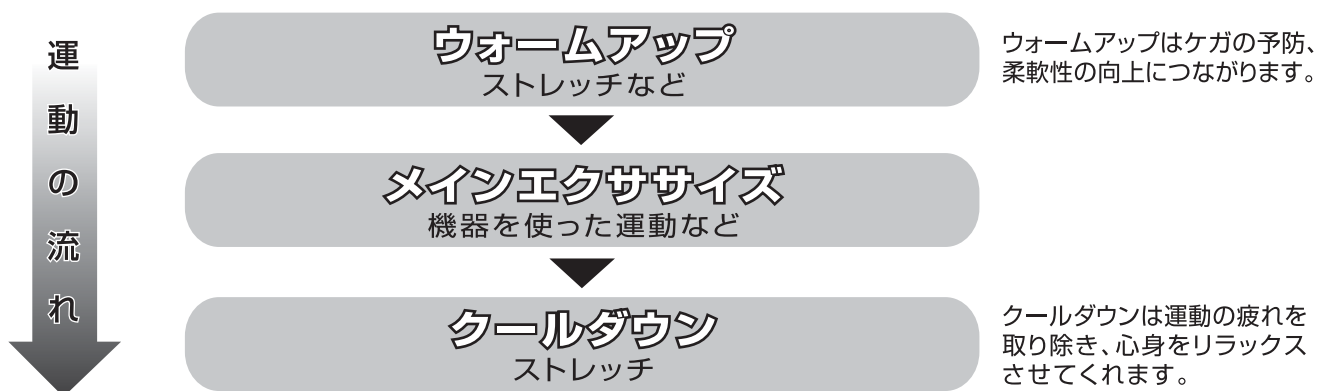 運動の流れ
ウォームアップ
ストレッチなど
ウォームアップはケガの予防、
柔軟性の向上につながります。
メインエクササイズ
機器を使った運動など
クールダウン
ストレッチ
クールダウンは運動の疲れを
取り除き、心身をリラックス
させてくれます。